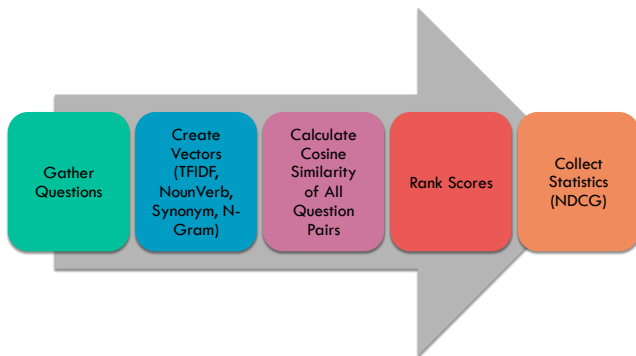 Gather
Questions
Create
Vectors
(TFIDF,
NounVerb,
Synonym, N-
Gram)
Calculate
Cosine
Similarity
of All
Question
Pairs
Rank Scores
Collect
Statistics
(NDCG)